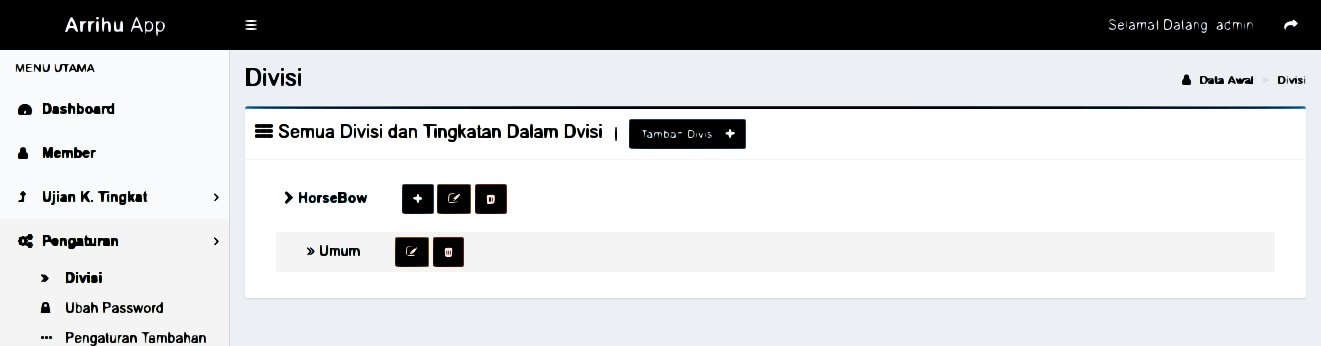 Arrihu App
Selamat Datang admin
MENU UTAMA
Dashboard
Member
Ujian K. Tingkat
Pengaturan
Divisi
Ubah Password
Pengaturan Tambahan
Divisi
Data Awal > Divisi
Semua Divisi dan Tingkatan Dalam Dvisi | Tambah Divisi
HorseBow
Umum